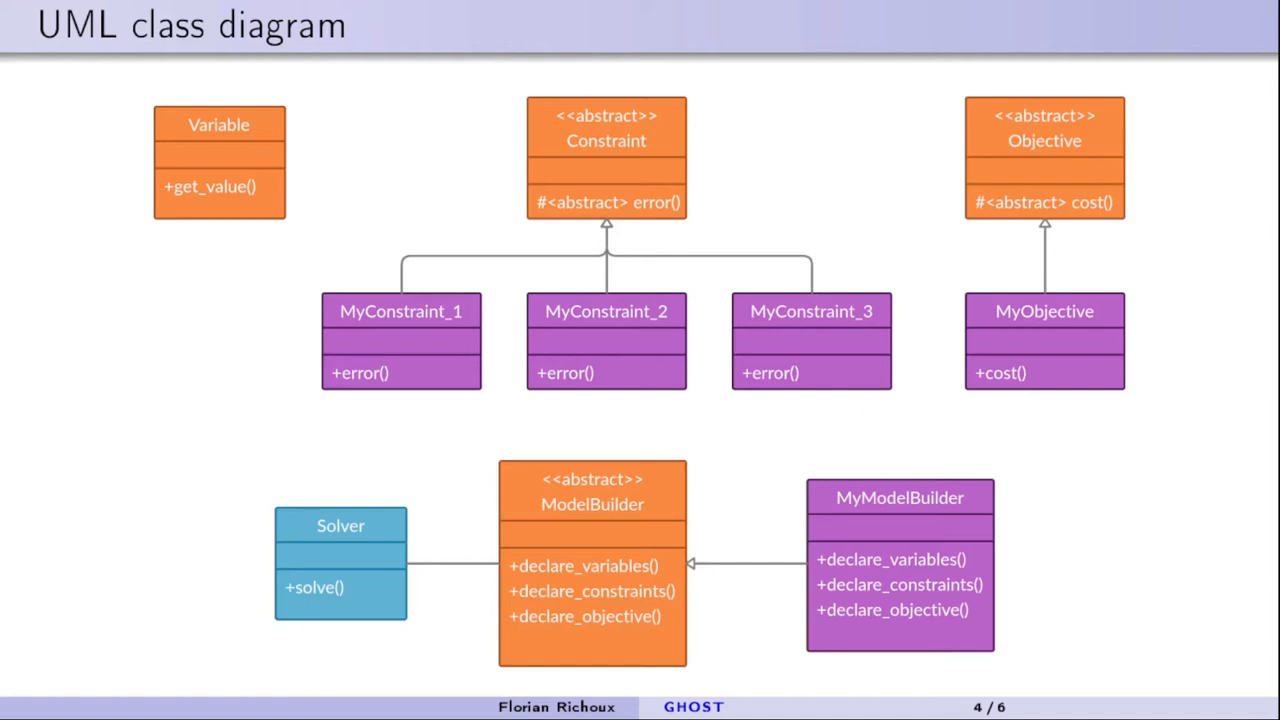 UML class diagram
Variable
+get_value()
<<abstract>>
Constraint
#<abstract> error()
<<abstract>>
Objective
#<abstract> cost()
MyConstraint_1
+error()
MyConstraint_2
+error()
MyConstraint_3
+error()
MyObjective
+cost()
Solver
+solve()
<<abstract>>
ModelBuilder
+declare_variables()
+declare_constraints()
+declare_objective()
MyModelBuilder
+declare_variables()
+declare_constraints()
+declare_objective()
Florian Richoux GHOST 4 / 6